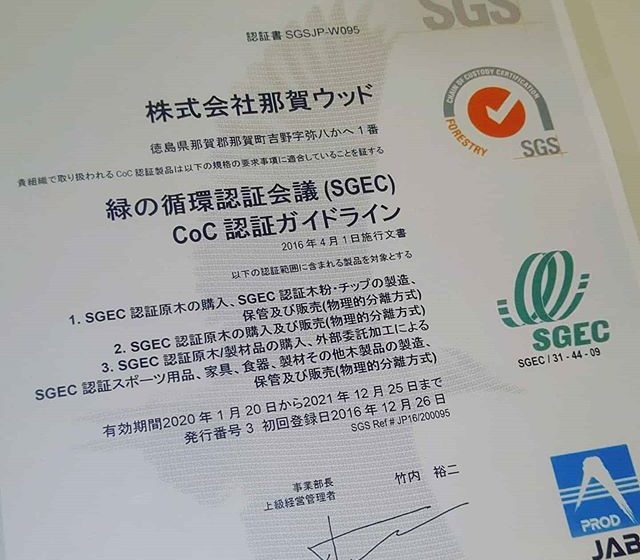 SGS
認証書 SGSJP-W095
株式会社那賀ウッド
徳島県那賀郡那賀町吉野字弥八かへ1番
貴組織で取り扱われる CoC 認証製品は以下の規格の要求事項に適合していることを証する
緑の循環認証会議 (SGEC)
CoC 認証ガイドライン
2016 年 4 月 1 日施行文書
以下の認証範囲に含まれる製品を対象とする
1. SGEC 認証原木の購入、SGEC 認証木粉・チップの製造、
保管及び販売(物理的分離方式)
2. SGEC 認証原木の購入及び販売(物理的分離方式)
3. SGEC 認証原木/製材品の購入、外部委託加工による
SGEC 認証スポーツ用品、家具、食器、製材その他木製品の製造、
保管及び販売(物理的分離方式)
有効期間2020 年 1 月 20 日から2021 年 12 月 25 日まで
発行番号 3 初回登録日2016 年 12 月 26 日
SGS Ref # JP16/200095
事業部長
上級経営管理者
竹内 裕二
CHAIN OF CUSTODY CERTIFICATION
FORESTRY
SGS
SGEC
SGEC / 31 - 44 - 09
PROD
JAB